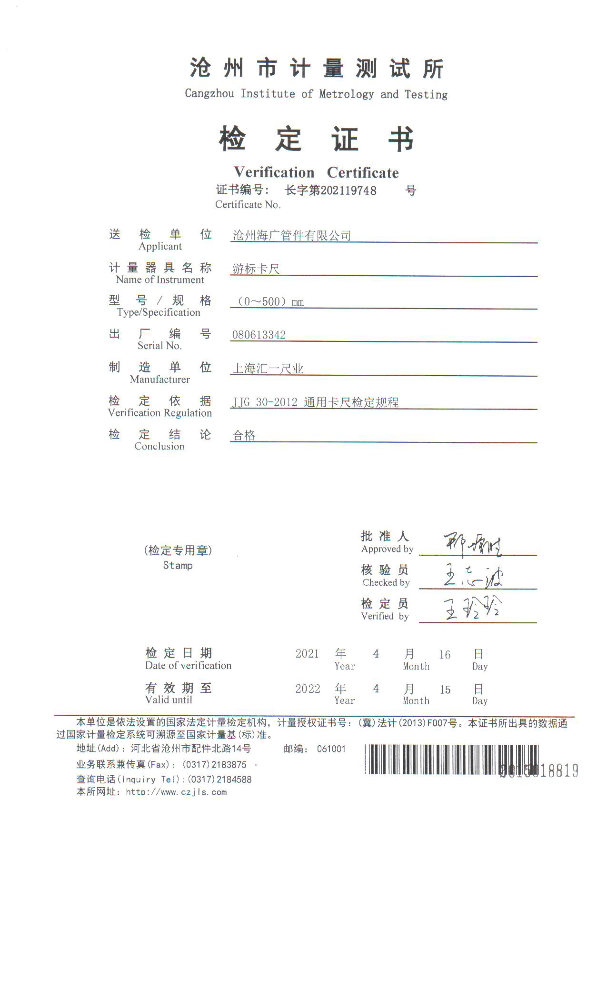 沧州市计量测试所
Cangzhou Institute of Metrology and Testing
检定证书
Verification Certificate
证书编号： 长字第202119748 号
Certificate No.
送检单位 沧州海广管件有限公司
Applicant
计量器具名称 游标卡尺
Name of Instrument
型号/规格 （0～500）mm
Type/Specification
出厂编号 080613342
Serial No.
制造单位 上海汇一尺业
Manufacturer
检定依据 JJG 30-2012 通用卡尺检定规程
Verification Regulation
检定结论 合格
Conclusion
批准人
(检定专用章) Approved by
Stamp
核验员 王志波
Checked by
检定员 王玲玲
Verified by
检定日期 2021 年 4 月 16 日
Date of verification Year Month Day
有效期至 2022 年 4 月 15 日
Valid until Year Month Day
本单位是依法设置的国家法定计量检定机构，计量授权证书号：(冀)法计(2013)F007号。本证书所出具的数据通
过国家计量检定系统可溯源至国家计量基(标)准。
地址(Add)：河北省沧州市配件北路14号 邮编： 061001
业务联系兼传真(Fax)：(0317)2183875
2015018819
查询电话(Inquiry Tel):(0317)2184588
本所网址：http://www.czjls.com